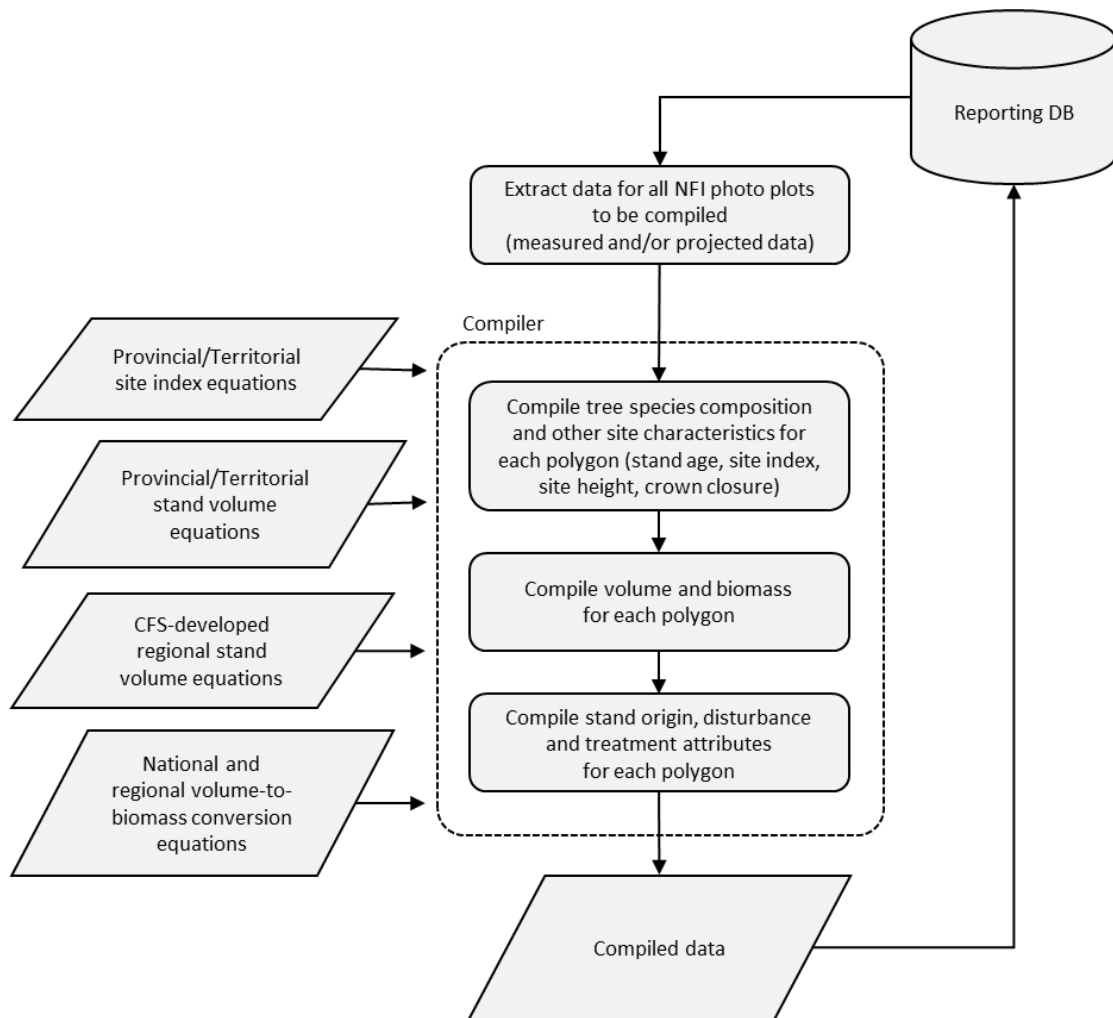 Reporting DB
Extract data for all NFI photo plots
to be compiled
(measured and/or projected data)
Compiler
Provincial/Territorial
site index equations
Provincial/Territorial
stand volume
equations
CFS-developed
regional stand
volume equations
National and
regional volume-to-
biomass conversion
equations
Compile tree species composition
and other site characteristics for
each polygon (stand age, site index,
site height, crown closure)
Compile volume and biomass
for each polygon
Compile stand origin, disturbance
and treatment attributes
for each polygon
Compiled data